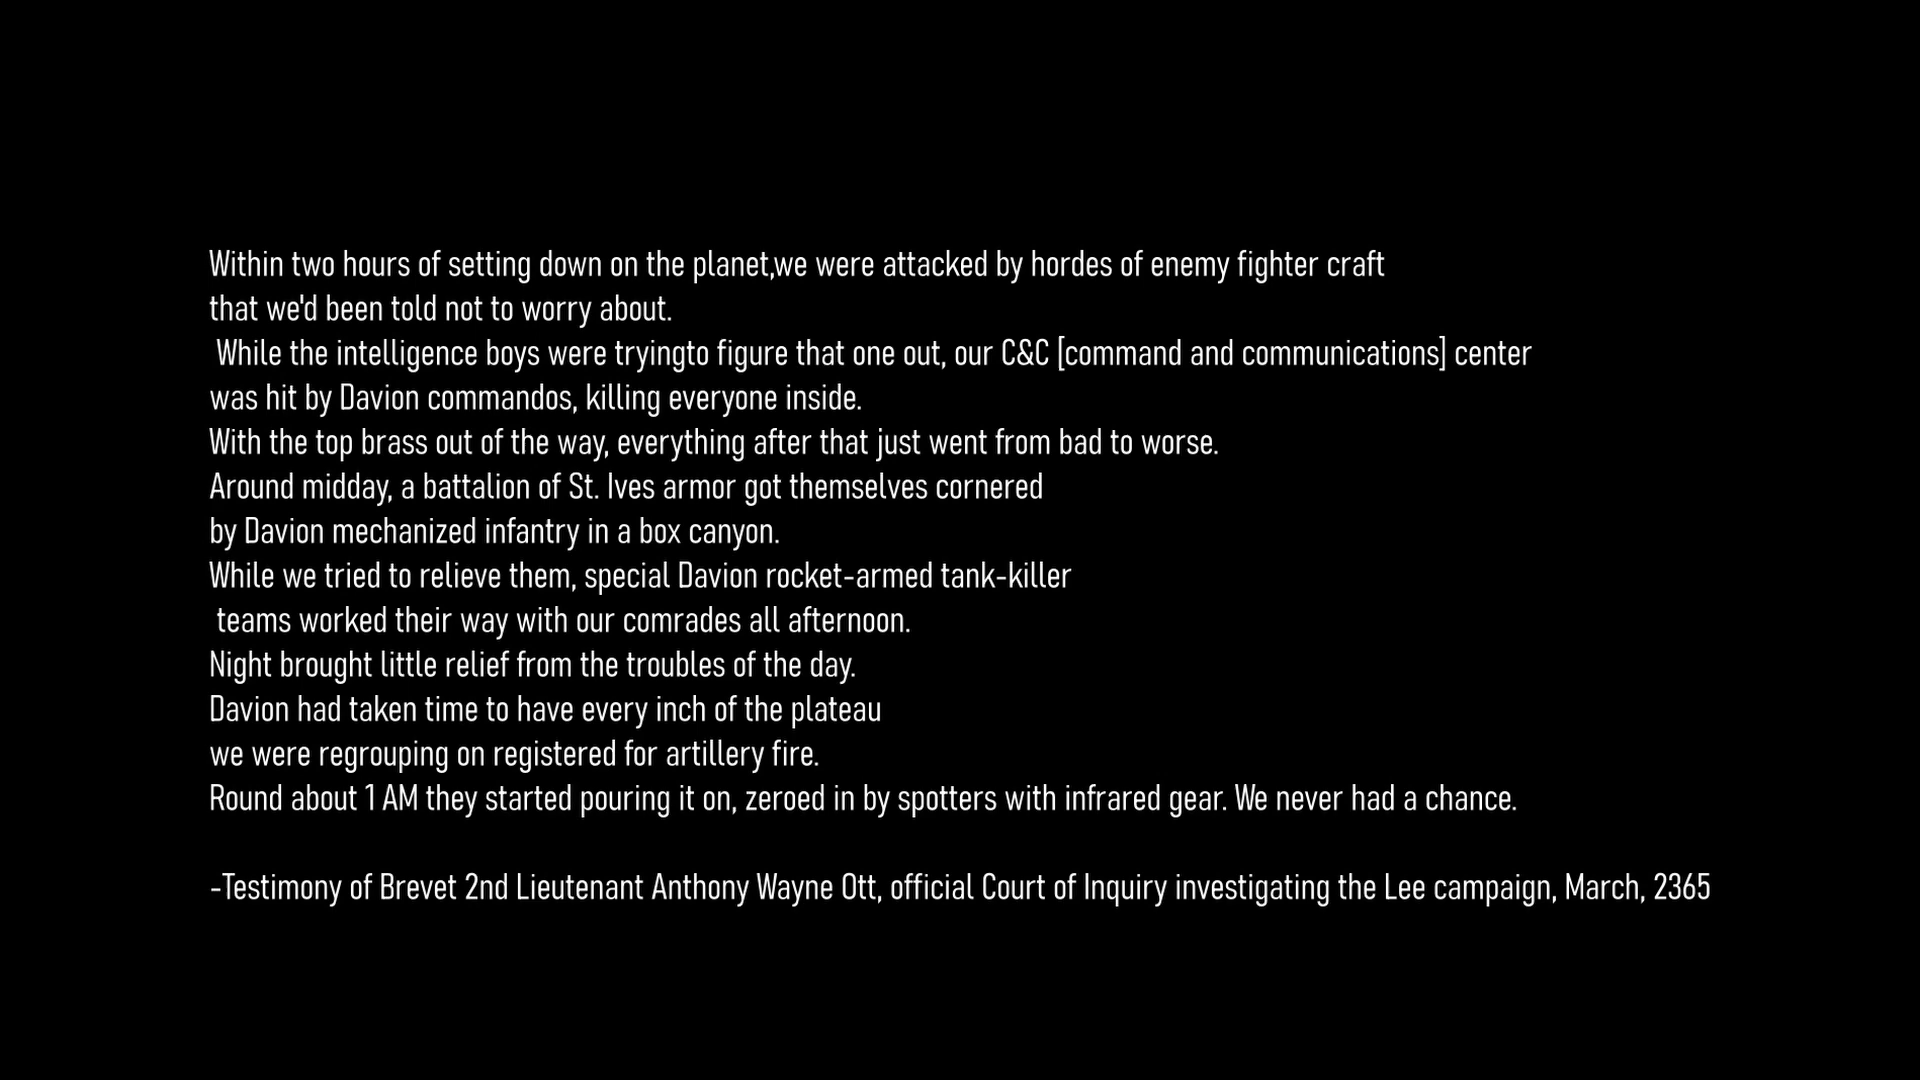 Within two hours of setting down on the planet,we were attacked by hordes of enemy fighter craft
that we'd been told not to worry about.
While the intelligence boys were tryingto figure that one out, our C&C [command and communications] center
was hit by Davion commandos, killing everyone inside.
With the top brass out of the way, everything after that just went from bad to worse.
Around midday, a battalion of St. Ives armor got themselves cornered
by Davion mechanized infantry in a box canyon.
While we tried to relieve them, special Davion rocket-armed tank-killer
teams worked their way with our comrades all afternoon.
Night brought little relief from the troubles of the day.
Davion had taken time to have every inch of the plateau
we were regrouping on registered for artillery fire.
Round about 1 AM they started pouring it on, zeroed in by spotters with infrared gear. We never had a chance.
-Testimony of Brevet 2nd Lieutenant Anthony Wayne Ott, official Court of Inquiry investigating the Lee campaign, March, 2365